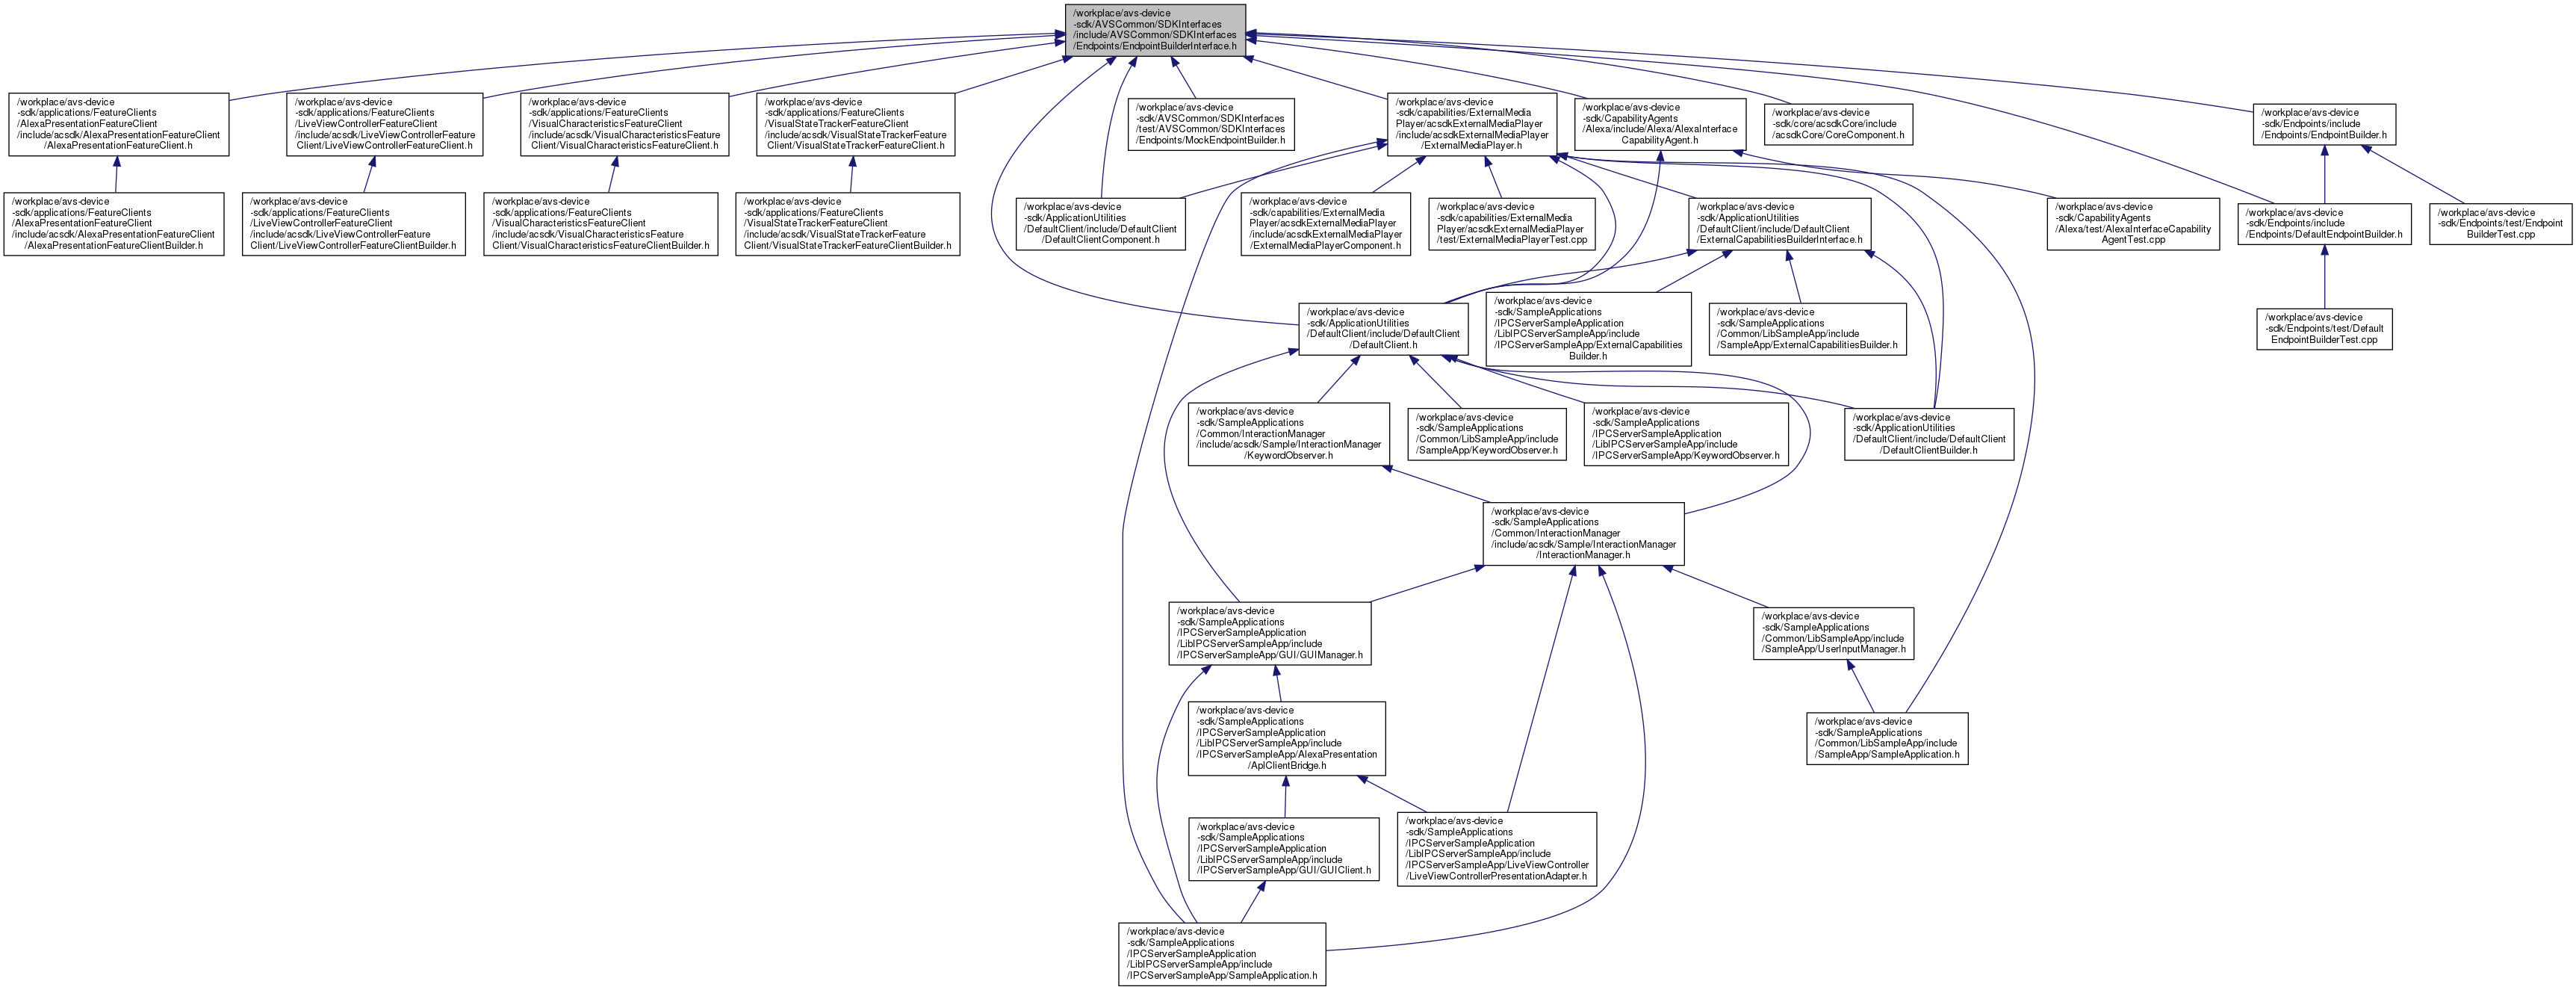 /workplace/avs-device
-sdk/AVSCommon/SDKInterfaces
/include/AVSCommon/SDKInterfaces
/Endpoints/EndpointBuilderInterface.h
/workplace/avs-device
-sdk/applications/FeatureClients
/AlexaPresentationFeatureClient
/include/acsdk/AlexaPresentationFeatureClient
/AlexaPresentationFeatureClient.h
/workplace/avs-device
-sdk/applications/FeatureClients
/LiveViewControllerFeatureClient
/include/acsdk/LiveViewControllerFeature
Client/LiveViewControllerFeatureClient.h
/workplace/avs-device
-sdk/applications/FeatureClients
/VisualCharacteristicsFeatureClient
/include/acsdk/VisualCharacteristicsFeature
Client/VisualCharacteristicsFeatureClient.h
/workplace/avs-device
-sdk/applications/FeatureClients
/VisualStateTrackerFeatureClient
/include/acsdk/VisualStateTrackerFeature
Client/VisualStateTrackerFeatureClient.h
/workplace/avs-device
-sdk/AVSCommon/SDKInterfaces
/test/AVSCommon/SDKInterfaces
/Endpoints/MockEndpointBuilder.h
/workplace/avs-device
-sdk/capabilities/ExternalMedia
Player/acsdkExternalMediaPlayer
/include/acsdkExternalMediaPlayer
/ExternalMediaPlayer.h
/workplace/avs-device
-sdk/CapabilityAgents
/Alexa/include/Alexa/AlexaInterface
CapabilityAgent.h
/workplace/avs-device
-sdk/core/acsdkCore/include
/acsdkCore/CoreComponent.h
/workplace/avs-device
-sdk/Endpoints/include
/Endpoints/EndpointBuilder.h
/workplace/avs-device
-sdk/applications/FeatureClients
/AlexaPresentationFeatureClient
/include/acsdk/AlexaPresentationFeatureClient
/AlexaPresentationFeatureClientBuilder.h
/workplace/avs-device
-sdk/applications/FeatureClients
/LiveViewControllerFeatureClient
/include/acsdk/LiveViewControllerFeature
Client/LiveViewControllerFeatureClientBuilder.h
/workplace/avs-device
-sdk/applications/FeatureClients
/VisualCharacteristicsFeatureClient
/include/acsdk/VisualCharacteristicsFeature
Client/VisualCharacteristicsFeatureClientBuilder.h
/workplace/avs-device
-sdk/applications/FeatureClients
/VisualStateTrackerFeatureClient
/include/acsdk/VisualStateTrackerFeature
Client/VisualStateTrackerFeatureClientBuilder.h
/workplace/avs-device
-sdk/ApplicationUtilities
/DefaultClient/include/DefaultClient
/DefaultClientComponent.h
/workplace/avs-device
-sdk/capabilities/ExternalMedia
Player/acsdkExternalMediaPlayer
/include/acsdkExternalMediaPlayer
/ExternalMediaPlayerComponent.h
/workplace/avs-device
-sdk/capabilities/ExternalMedia
Player/acsdkExternalMediaPlayer
/test/ExternalMediaPlayerTest.cpp
/workplace/avs-device
-sdk/ApplicationUtilities
/DefaultClient/include/DefaultClient
/ExternalCapabilitiesBuilderInterface.h
/workplace/avs-device
-sdk/CapabilityAgents
/Alexa/test/AlexaInterfaceCapability
AgentTest.cpp
/workplace/avs-device
-sdk/Endpoints/include
/Endpoints/DefaultEndpointBuilder.h
/workplace/avs-device
-sdk/Endpoints/test/Endpoint
BuilderTest.cpp
/workplace/avs-device
-sdk/ApplicationUtilities
/DefaultClient/include/DefaultClient
/DefaultClient.h
/workplace/avs-device
-sdk/SampleApplications
/IPCServerSampleApplication
/LibIPCServerSampleApp/include
/IPCServerSampleApp/ExternalCapabilities
Builder.h
/workplace/avs-device
-sdk/SampleApplications
/Common/LibSampleApp/include
/SampleApp/ExternalCapabilitiesBuilder.h
/workplace/avs-device
-sdk/Endpoints/test/Default
EndpointBuilderTest.cpp
/workplace/avs-device
-sdk/SampleApplications
/Common/InteractionManager
/include/acsdk/Sample/InteractionManager
/KeywordObserver.h
/workplace/avs-device
-sdk/SampleApplications
/Common/LibSampleApp/include
/SampleApp/KeywordObserver.h
/workplace/avs-device
-sdk/SampleApplications
/IPCServerSampleApplication
/LibIPCServerSampleApp/include
/IPCServerSampleApp/KeywordObserver.h
/workplace/avs-device
-sdk/ApplicationUtilities
/DefaultClient/include/DefaultClient
/DefaultClientBuilder.h
/workplace/avs-device
-sdk/SampleApplications
/Common/InteractionManager
/include/acsdk/Sample/InteractionManager
/InteractionManager.h
/workplace/avs-device
-sdk/SampleApplications
/IPCServerSampleApplication
/LibIPCServerSampleApp/include
/IPCServerSampleApp/GUI/GUIManager.h
/workplace/avs-device
-sdk/SampleApplications
/Common/LibSampleApp/include
/SampleApp/UserInputManager.h
/workplace/avs-device
-sdk/SampleApplications
/IPCServerSampleApplication
/LibIPCServerSampleApp/include
/IPCServerSampleApp/AlexaPresentation
/AplClientBridge.h
/workplace/avs-device
-sdk/SampleApplications
/Common/LibSampleApp/include
/SampleApp/SampleApplication.h
/workplace/avs-device
-sdk/SampleApplications
/IPCServerSampleApplication
/LibIPCServerSampleApp/include
/IPCServerSampleApp/GUI/GUIClient.h
/workplace/avs-device
-sdk/SampleApplications
/IPCServerSampleApplication
/LibIPCServerSampleApp/include
/IPCServerSampleApp/LiveViewController
/LiveViewControllerPresentationAdapter.h
/workplace/avs-device
-sdk/SampleApplications
/IPCServerSampleApplication
/LibIPCServerSampleApp/include
/IPCServerSampleApp/SampleApplication.h